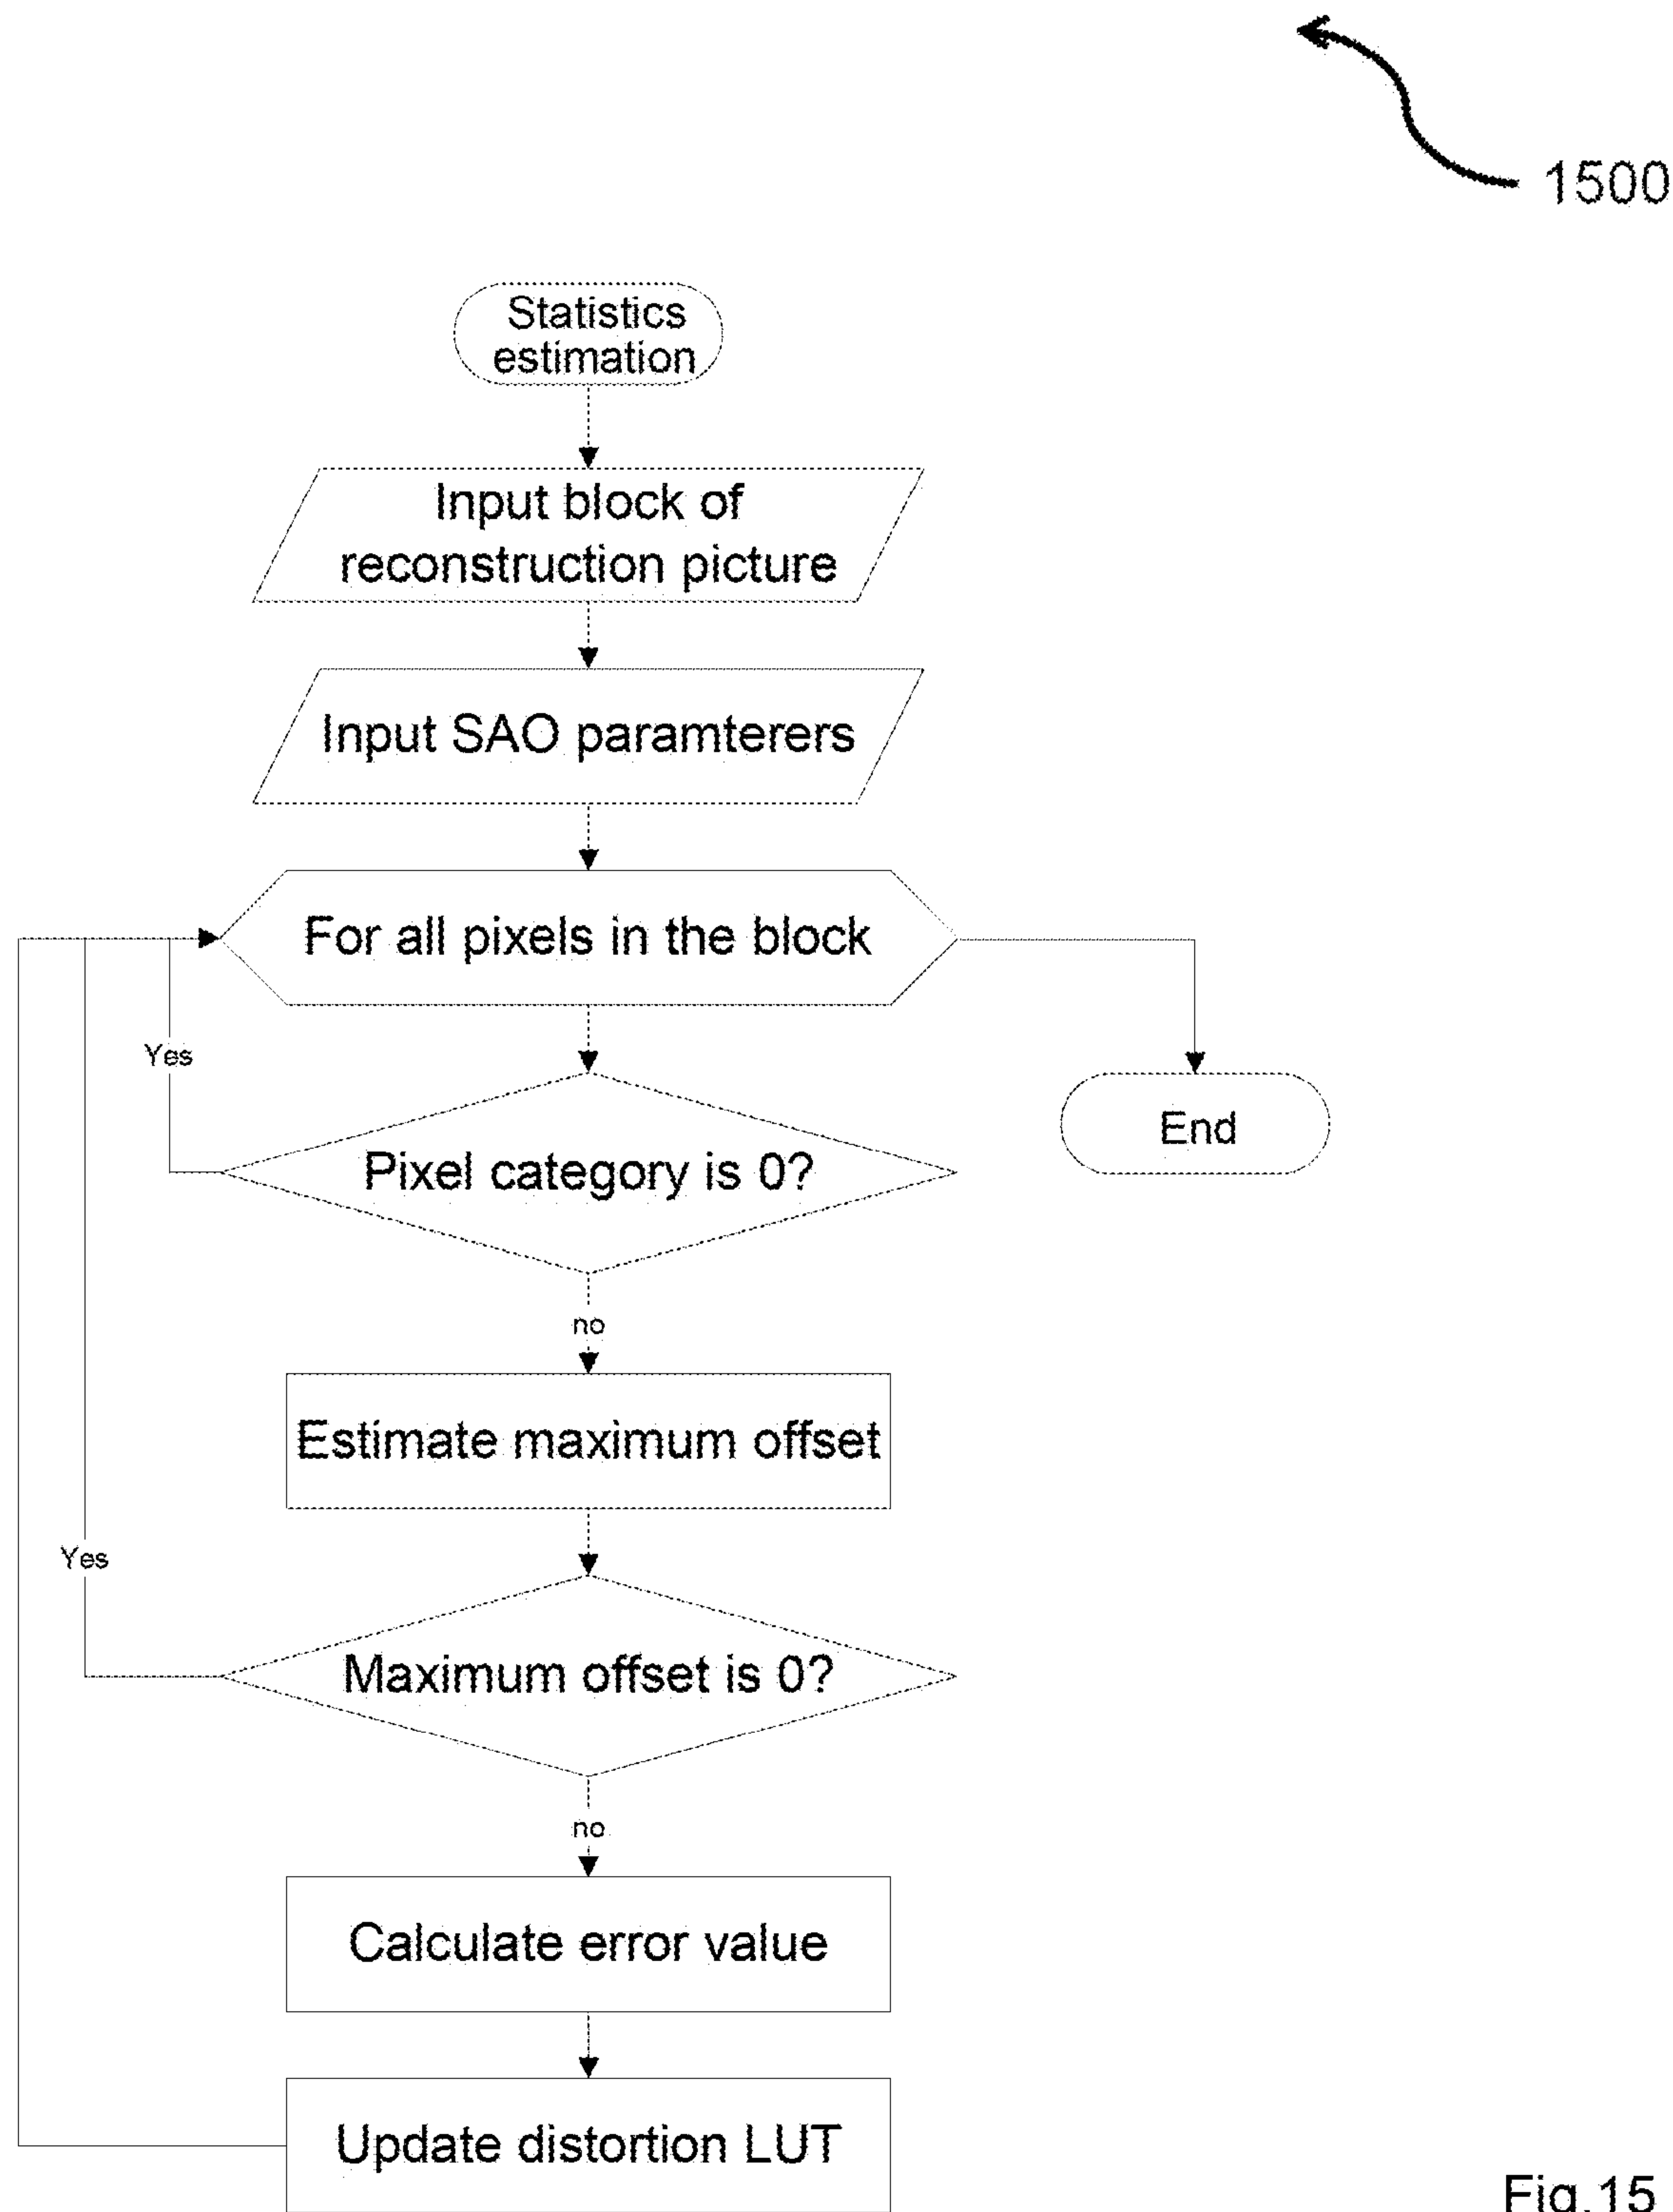 1500
Statistics
estimation
Input block of
reconstruction picture
Input SAO paramterers
For all pixels in the block
Yes
End
Pixel category is 0?
no
Estimate maximum offset
Yes
Maximum offset is 0?
no
Calculate error value
Update distortion LUT
Fig.15